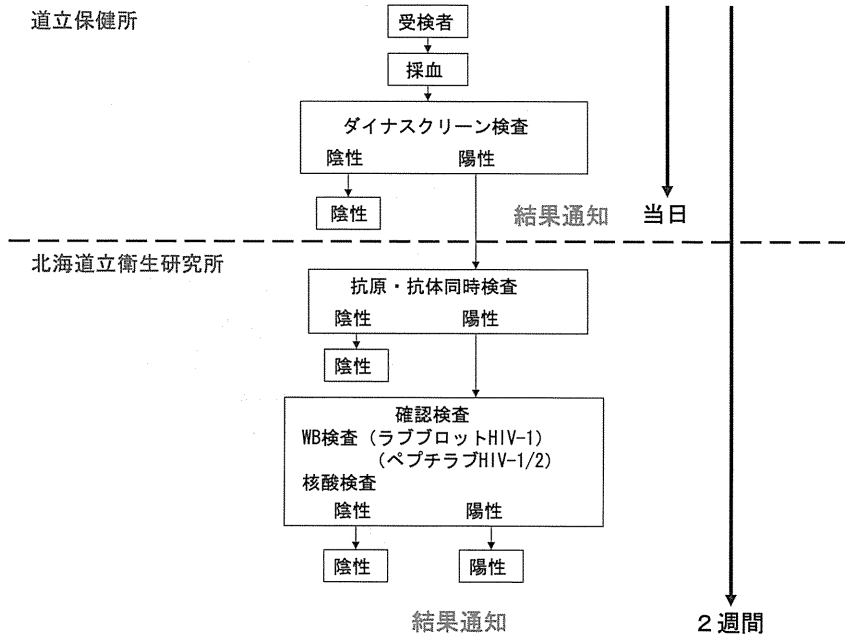 道立保健所
受検者
採血
ダイナスクリーン検査
陰性 陽性
陰性
結果通知 当日
北海道立衛生研究所
抗原・抗体同時検査
陰性 陽性
陰性
確認検査
WB検査（ラブブロットHIV-1）
（ペプチラブHIV-1/2）
核酸検査
陰性 陽性
陰性 陽性
結果通知 2週間